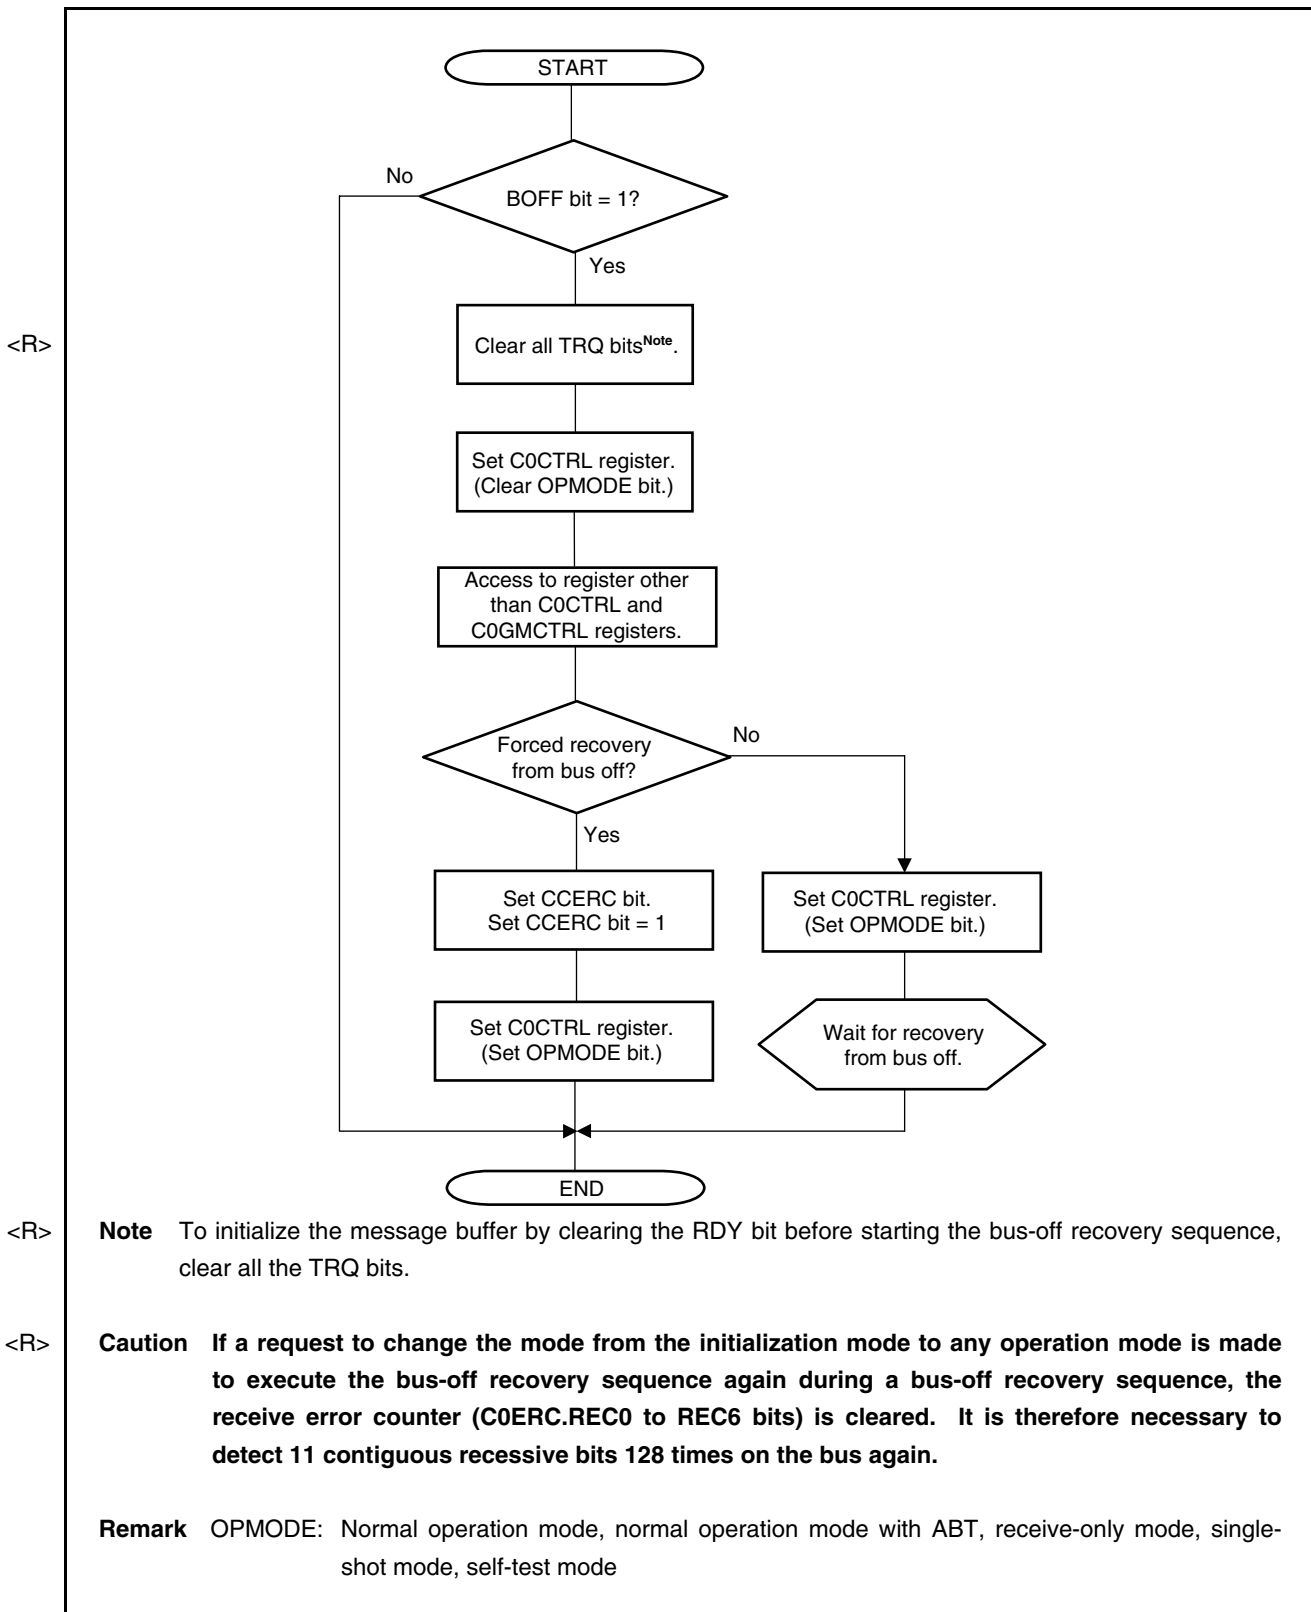 START
No
BOFF bit = 1?
Yes
<R>
Clear all TRQ bitsNote.
Set C0CTRL register.
(Clear OPMODE bit.)
Access to register other
than C0CTRL and
C0GMCTRL registers.
Forced recovery
from bus off?
No
Yes
Set CCERC bit.
Set CCERC bit = 1
Set C0CTRL register.
(Set OPMODE bit.)
Set C0CTRL register.
(Set OPMODE bit.)
Wait for recovery
from bus off.
END
<R>
Note To initialize the message buffer by clearing the RDY bit before starting the bus-off recovery sequence,
clear all the TRQ bits.
<R>
Caution If a request to change the mode from the initialization mode to any operation mode is made
to execute the bus-off recovery sequence again during a bus-off recovery sequence, the
receive error counter (C0ERC.REC0 to REC6 bits) is cleared. It is therefore necessary to
detect 11 contiguous recessive bits 128 times on the bus again.
Remark OPMODE: Normal operation mode, normal operation mode with ABT, receive-only mode, single-
shot mode, self-test mode